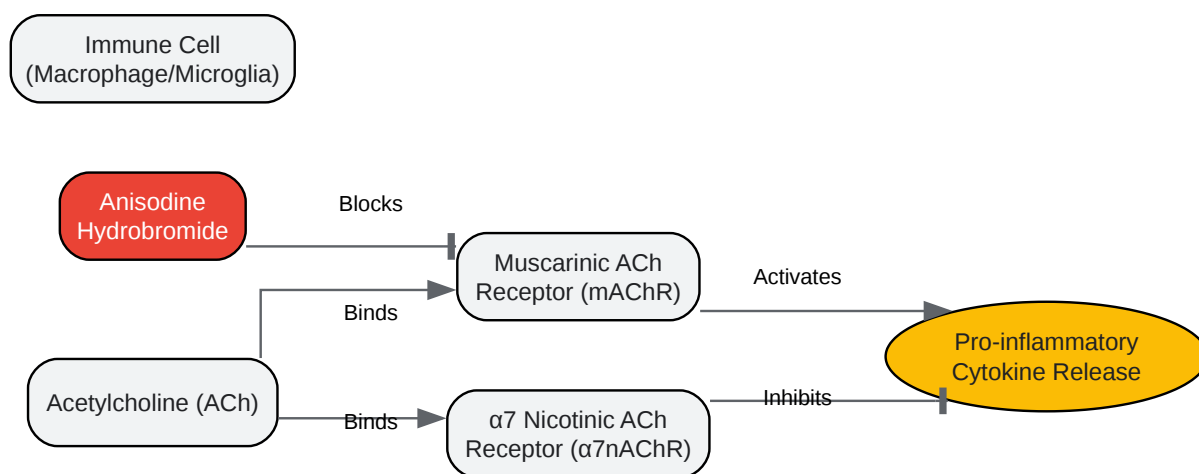 Immune Cell
(Macrophage/Microglia)
Anisodine
Hydrobromide
Blocks
Muscarinic ACh
Receptor (mAChR)
Activates
Binds
Pro-inflammatory
Cytokine Release
Acetylcholine (ACh)
Binds
α7 Nicotinic ACh
Receptor (α7nAChR)
Inhibits